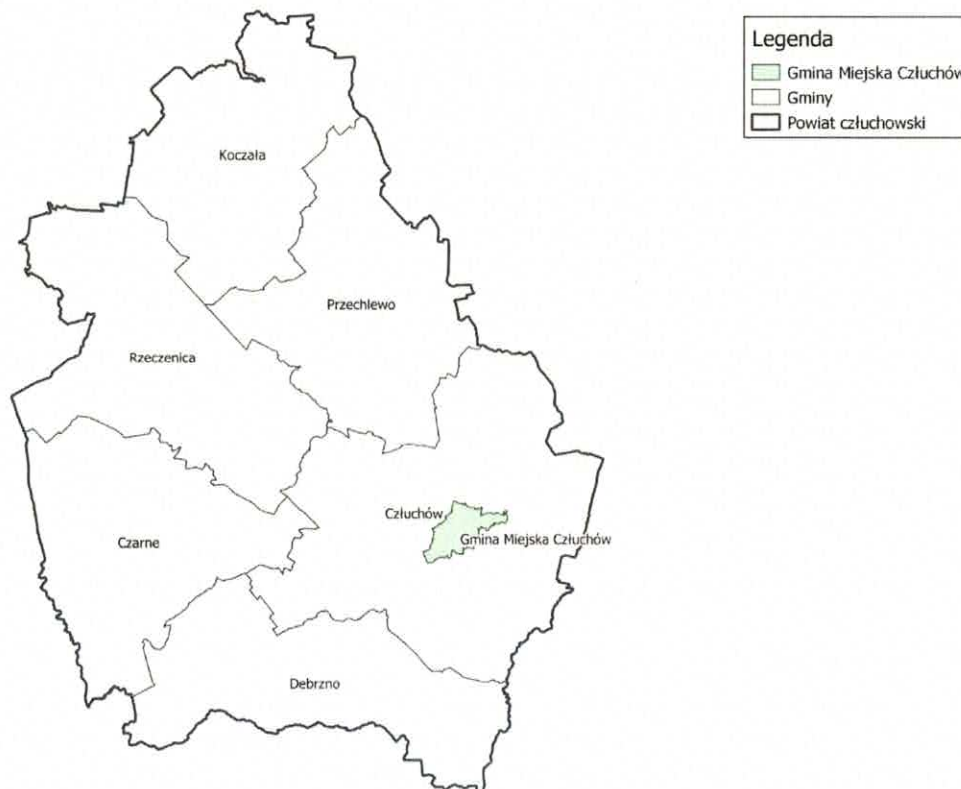 Legenda
Gmina Miejska Człuchów
Gminy
Powiat człuchowski
Koczała
Przechlewo
Rzeczenica
Człuchów
Gmina Miejska Człuchów
Czarne
Debrzno